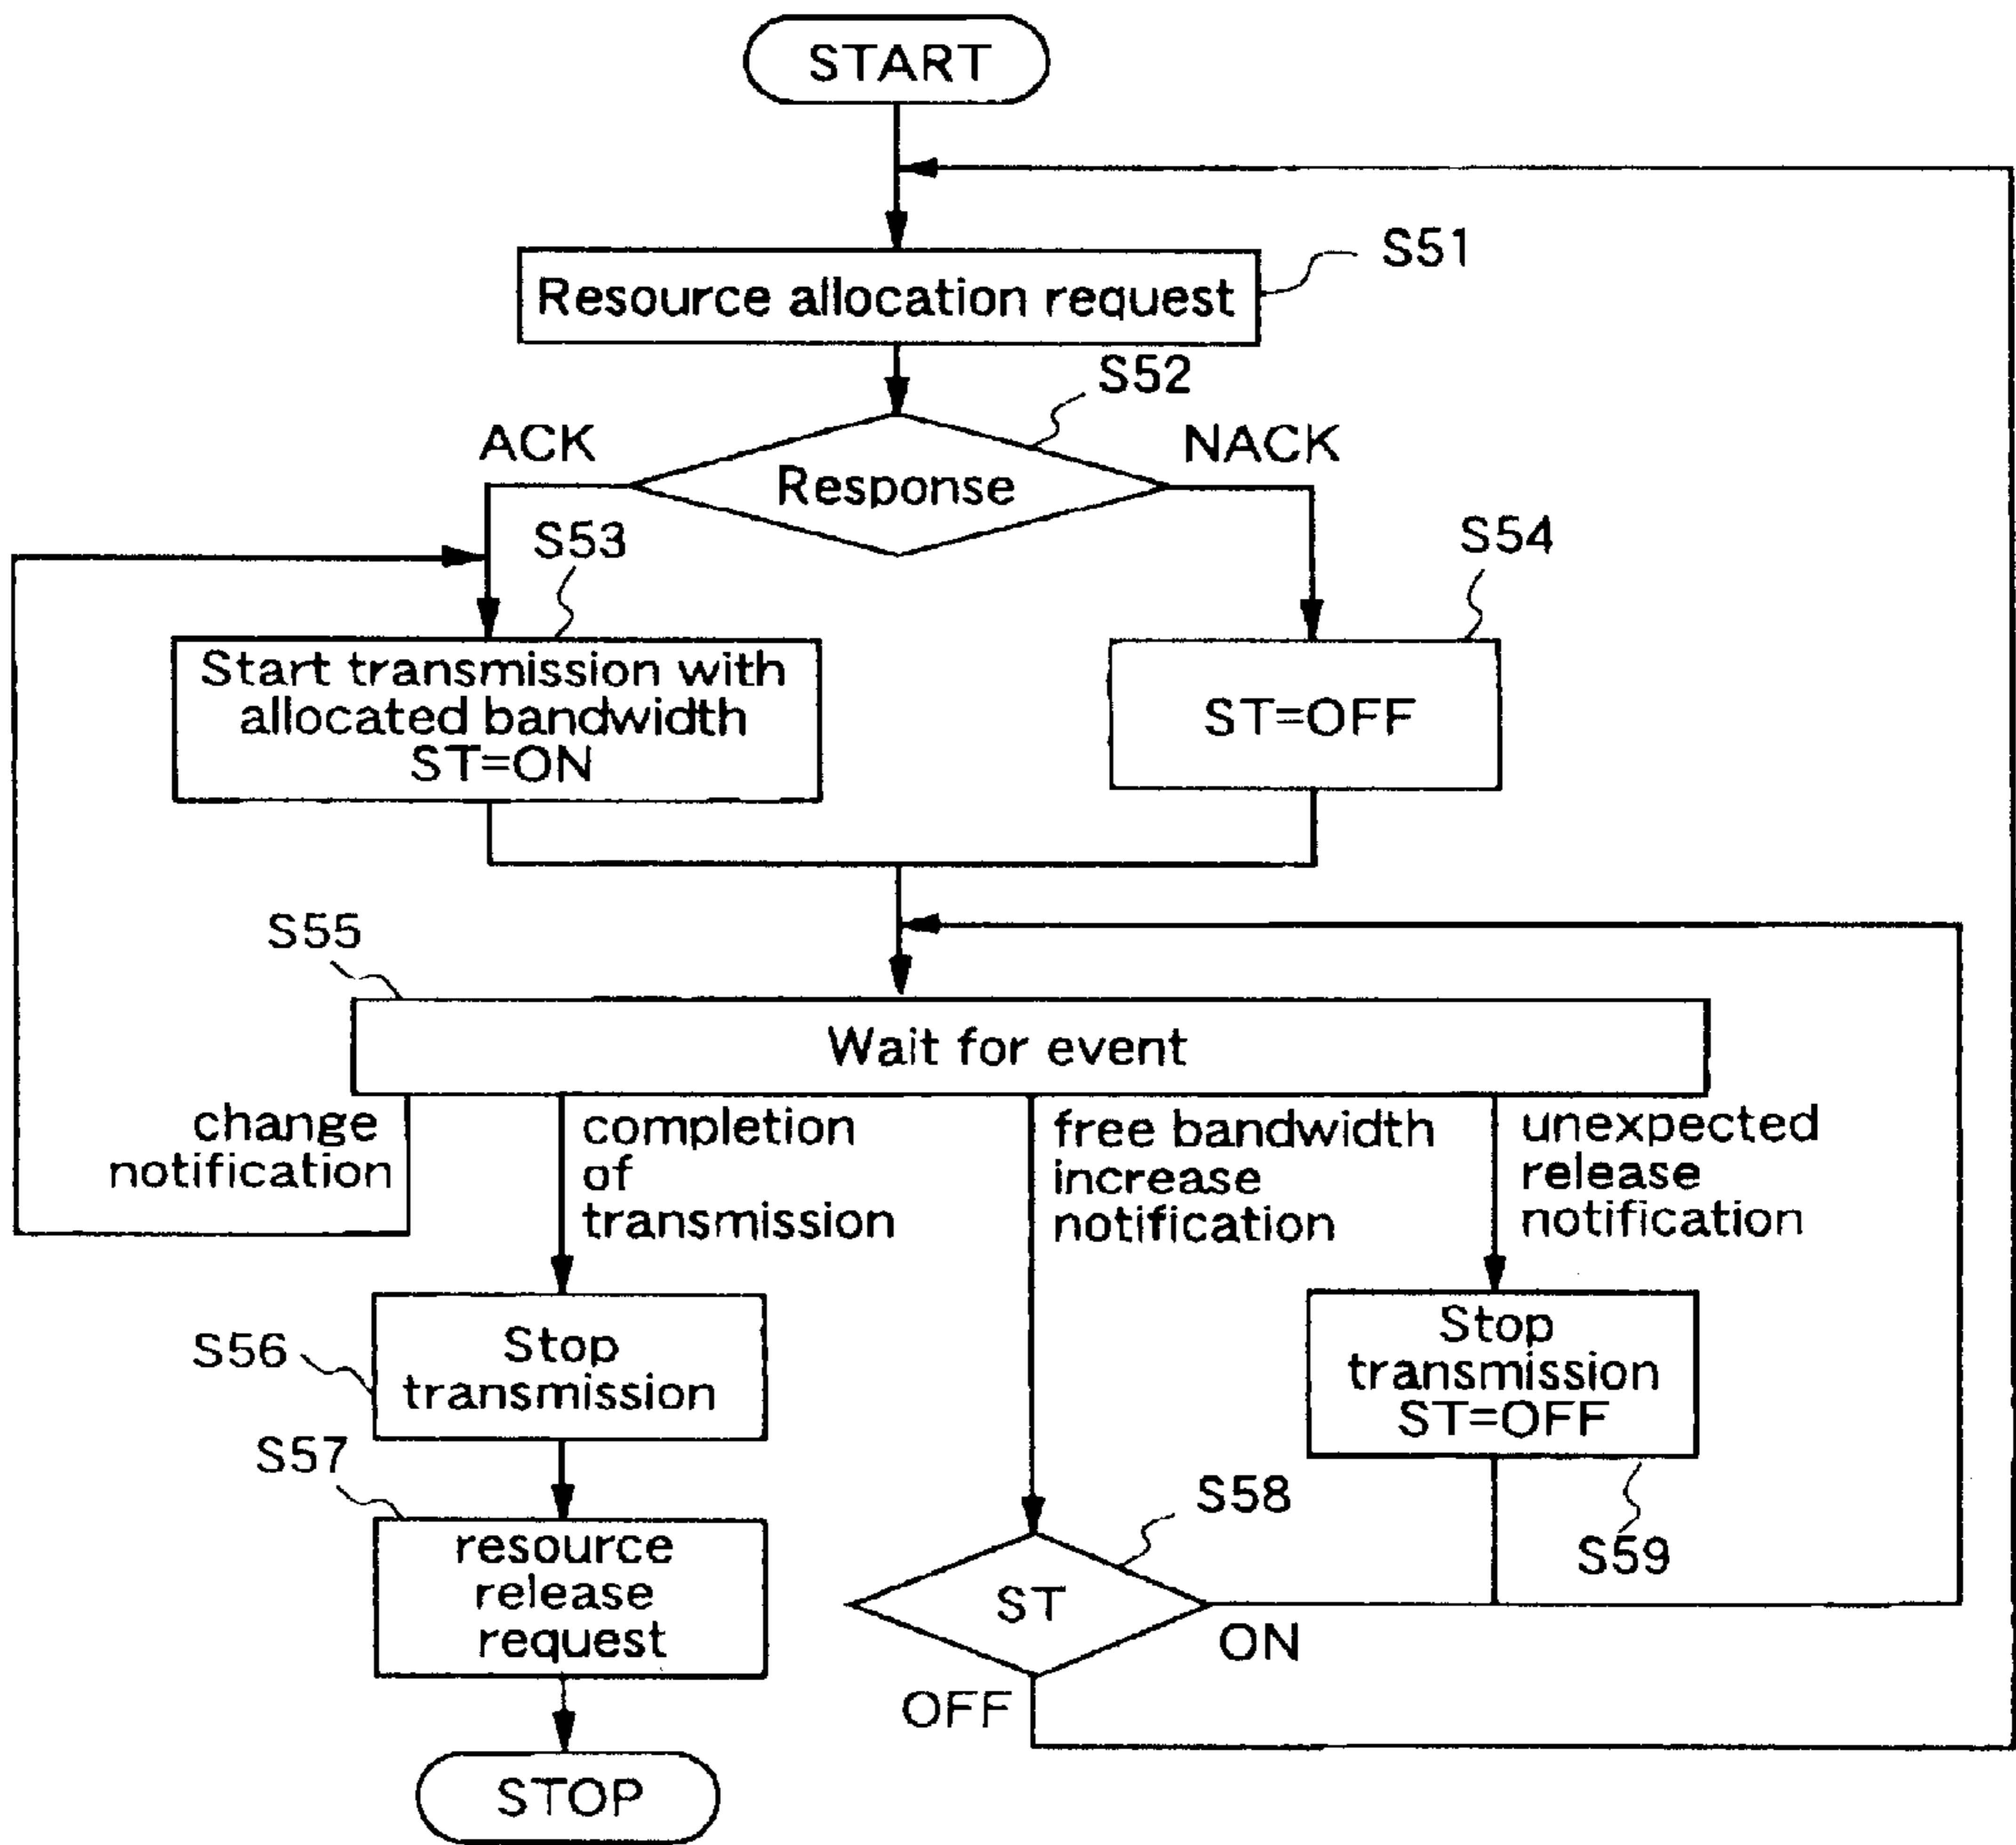 START
S51
Resource allocation request
S52
ACK
NACK
Response
S53
S54
Start transmission with
allocated bandwidth
ST=ON
ST=OFF
S55
Wait for event
change
notification
completion
of
transmission
free bandwidth
increase
notification
unexpected
release
notification
S56
Stop
transmission
Stop
transmission
ST=OFF
S57
resource
release
request
S58
ST
ON
OFF
S59
STOP